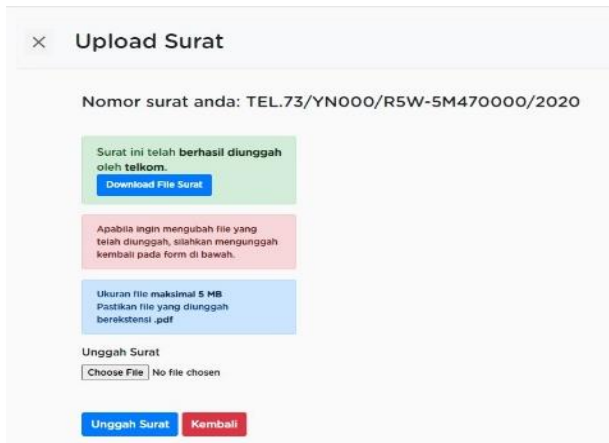 × Upload Surat
Nomor surat anda: TEL.73/YN000/R5W-5M470000/2020
Surat ini telah berhasil diunggah
oleh telkom.
Download File Surat
Apabila ingin mengubah file yang
telah diunggah, silahkan mengunggah
kembali pada form di bawah.
Ukuran file maksimal 5 MB
Pastikan file yang diunggah
berekstensi .pdf
Unggah Surat
Choose File No file chosen
Unggah Surat Kembali